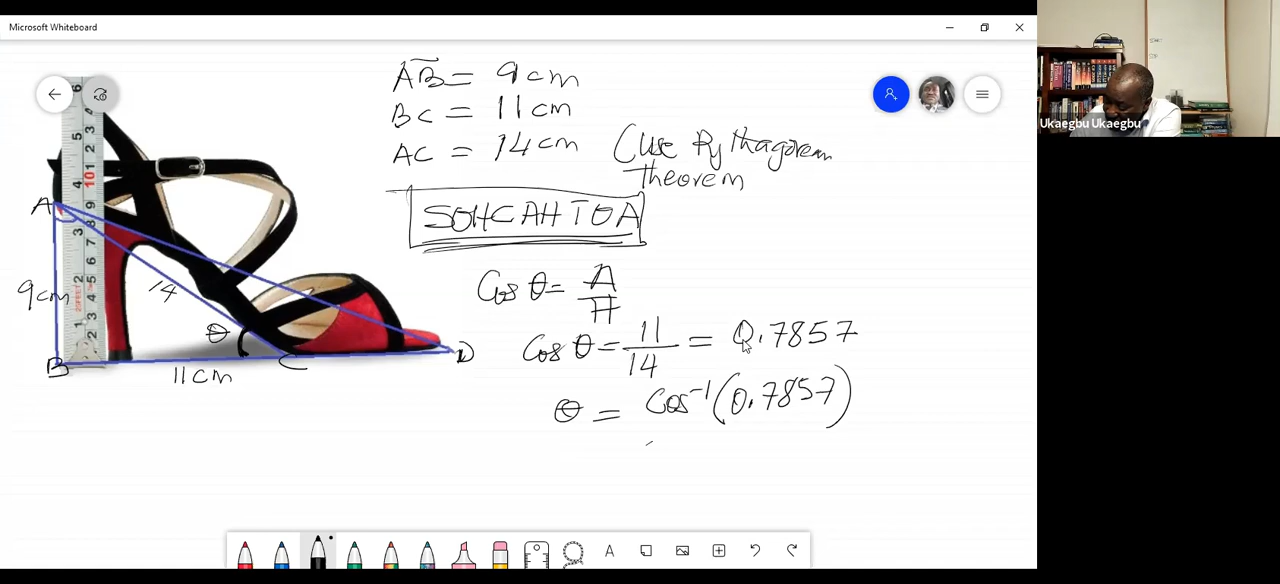 Microsoft Whiteboard
Ukaegbu Ukaegbu
AB = 9cm
BC = 11cm
AC = 14cm (Use Pythagorean
Theorem
SOHCAHTOA
Cos θ = A/H
Cos θ = 11/14 = 0.7857
θ = Cos⁻¹(0.7857)
A
9cm
14
θ
B
11cm
C
D
A